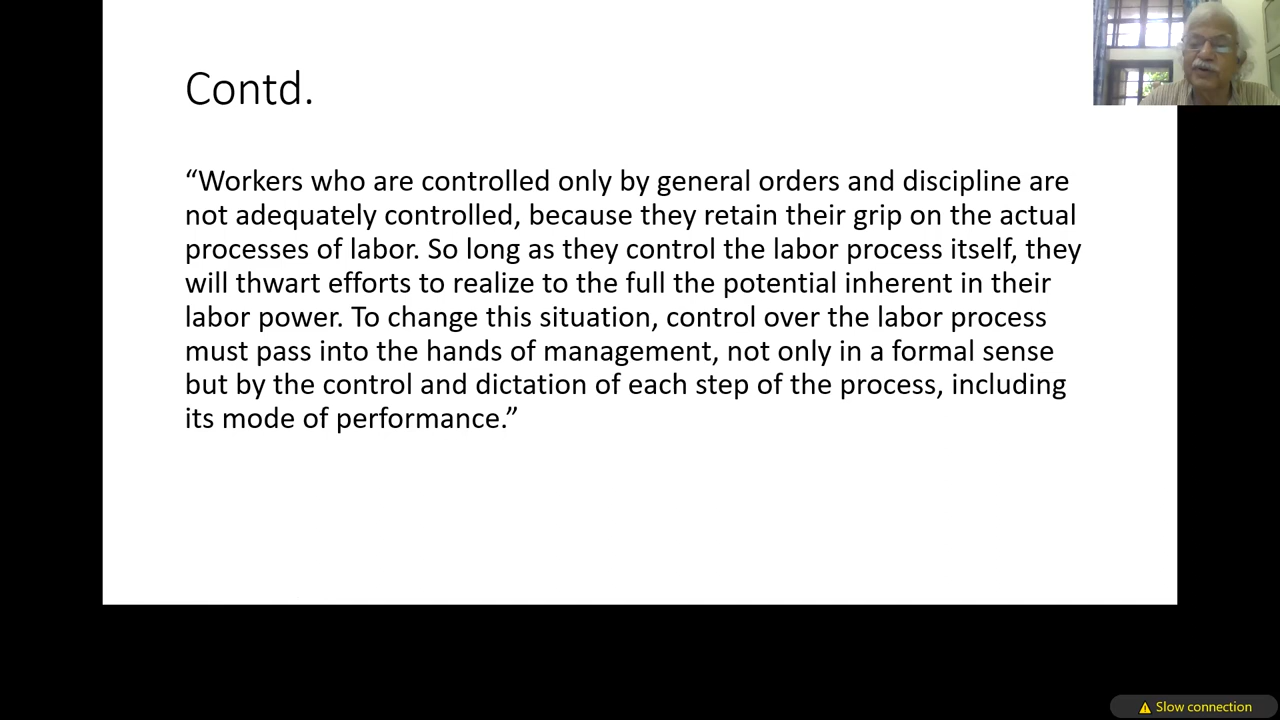 Contd.
“Workers who are controlled only by general orders and discipline are
not adequately controlled, because they retain their grip on the actual
processes of labor. So long as they control the labor process itself, they
will thwart efforts to realize to the full the potential inherent in their
labor power. To change this situation, control over the labor process
must pass into the hands of management, not only in a formal sense
but by the control and dictation of each step of the process, including
its mode of performance.”
Slow connection